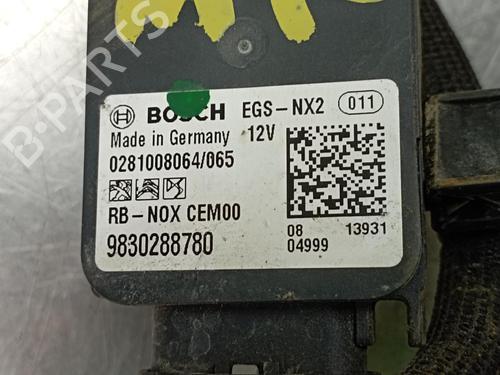 BOSCH EGS-NX2 011
Made in Germany 12V
0281008064/065
RB-NOX CEM00
9830288780
08 13931
04999
B-PARTS